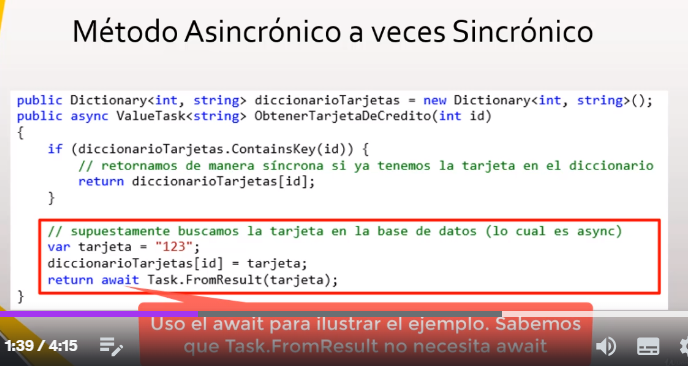 Método Asincrónico a veces Sincrónico
public Dictionary<int, string> diccionarioTarjetas = new Dictionary<int, string>();
public async ValueTask<string> ObtenerTarjetaDeCredito(int id)
{
    if (diccionarioTarjetas.ContainsKey(id)) {
        // retornamos de manera síncrona si ya tenemos la tarjeta en el diccionario
        return diccionarioTarjetas[id];
    }
    // supuestamente buscamos la tarjeta en la base de datos (lo cual es async)
    var tarjeta = "123";
    diccionarioTarjetas[id] = tarjeta;
    return await Task.FromResult(tarjeta);
}
Uso el await para ilustrar el ejemplo. Sabemos
que Task.FromResult no necesita await
1:39 / 4:15